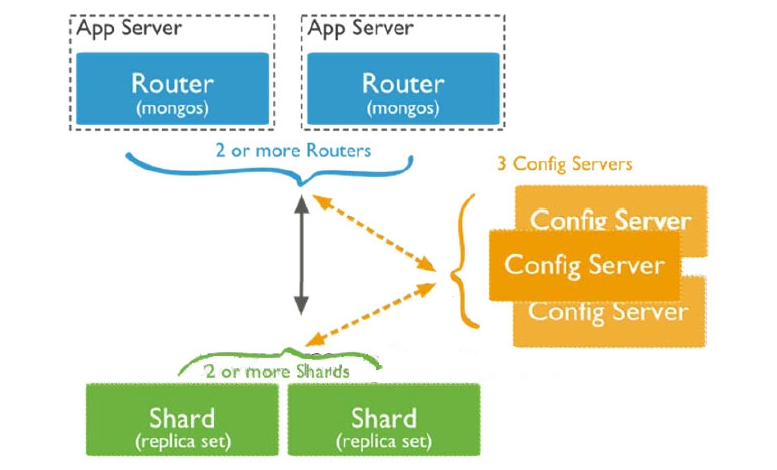 App Server
App Server
Router
(mongos)
Router
(mongos)
2 or more Routers
3 Config Servers
Config Server
Config Server
Config Server
2 or more Shards
Shard
(replica set)
Shard
(replica set)